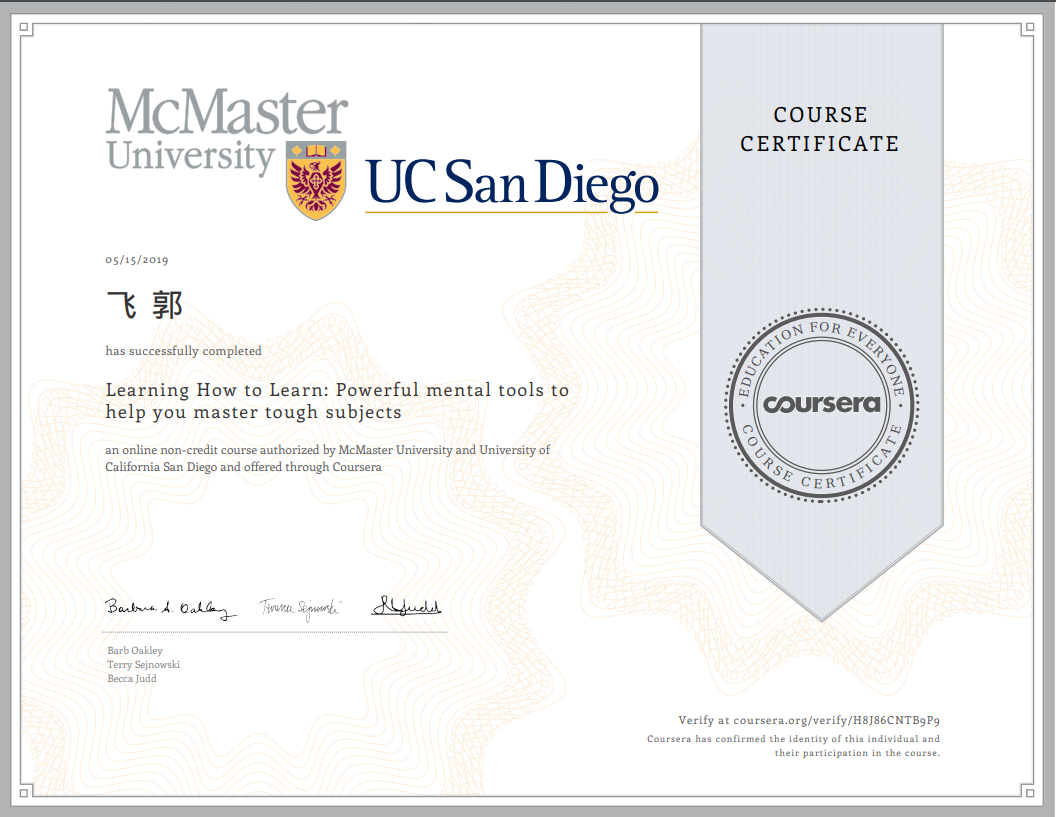 McMaster
University
UC San Diego
05/15/2019
飞 郭
has successfully completed
Learning How to Learn: Powerful mental tools to
help you master tough subjects
an online non-credit course authorized by McMaster University and University of
California San Diego and offered through Coursera
Barbara A. Oakley Terrence Sejnowski
Barb Oakley
Terry Sejnowski
Becca Judd
COURSE
CERTIFICATE
EDUCATION FOR EVERYONE
coursera
COURSE CERTIFICATE
Verify at coursera.org/verify/H8J86CNTB9P9
Coursera has confirmed the identity of this individual and
their participation in the course.